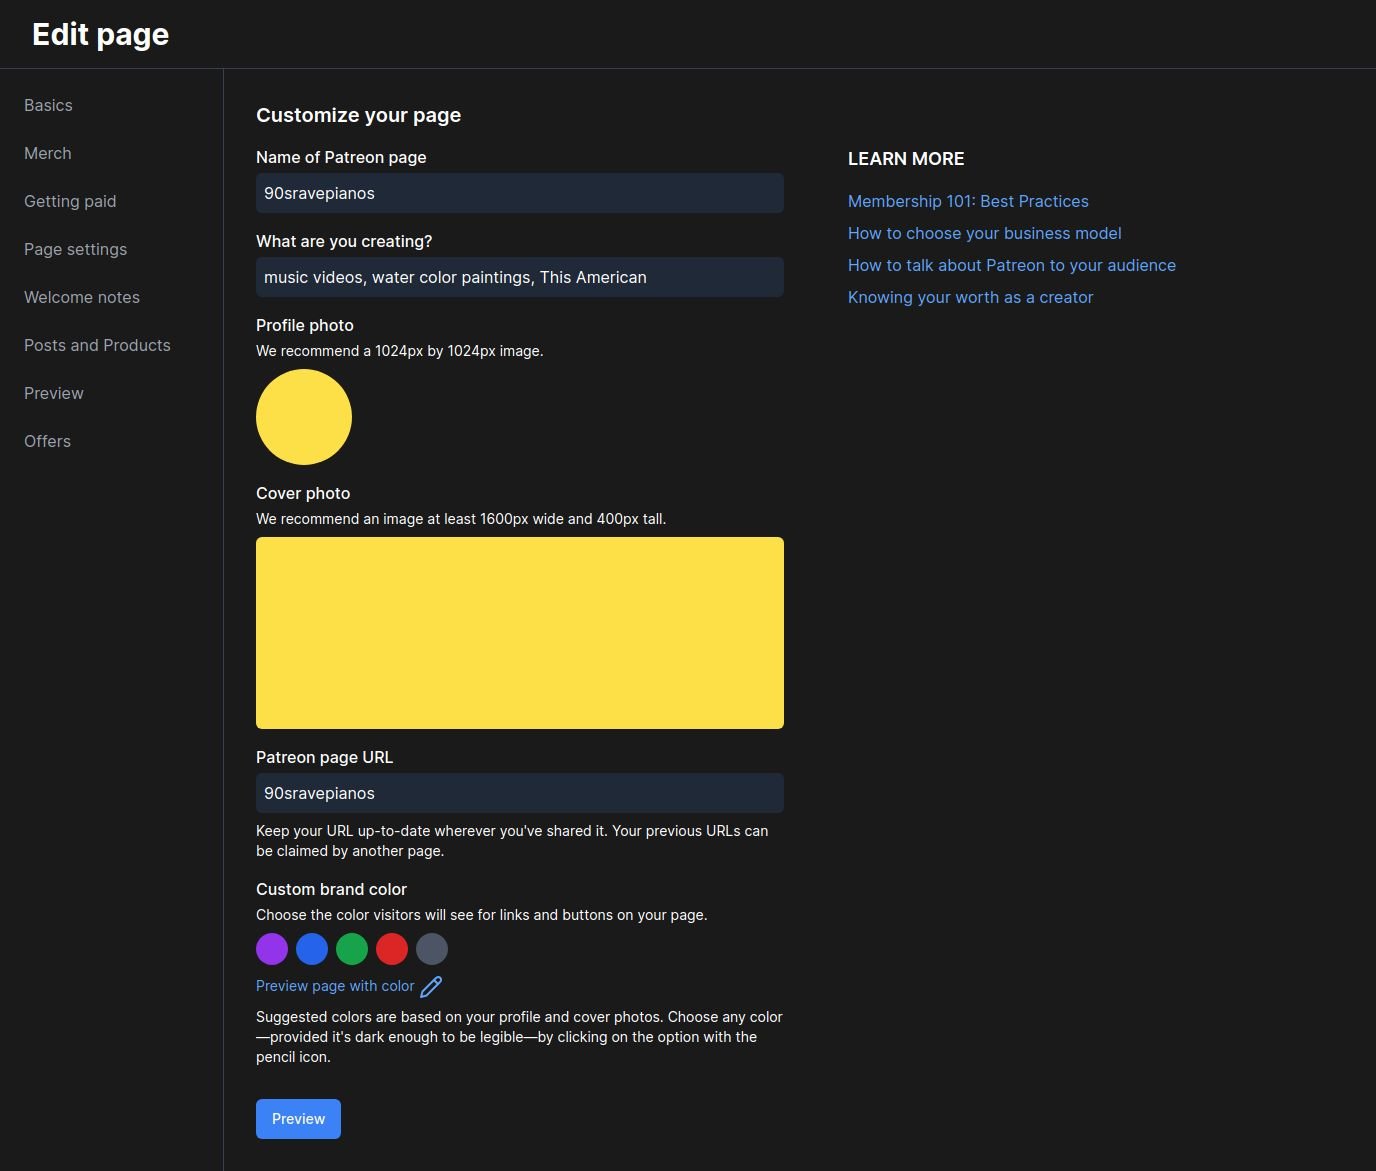 Edit page
Basics
Merch
Getting paid
Page settings
Welcome notes
Posts and Products
Preview
Offers
Customize your page
Name of Patreon page
90sravepianos
What are you creating?
music videos, water color paintings, This American
Profile photo
We recommend a 1024px by 1024px image.
Cover photo
We recommend an image at least 1600px wide and 400px tall.
Patreon page URL
90sravepianos
Keep your URL up-to-date wherever you've shared it. Your previous URLs can
be claimed by another page.
Custom brand color
Choose the color visitors will see for links and buttons on your page.
Preview page with color
Suggested colors are based on your profile and cover photos. Choose any color
—provided it's dark enough to be legible—by clicking on the option with the
pencil icon.
Preview
LEARN MORE
Membership 101: Best Practices
How to choose your business model
How to talk about Patreon to your audience
Knowing your worth as a creator